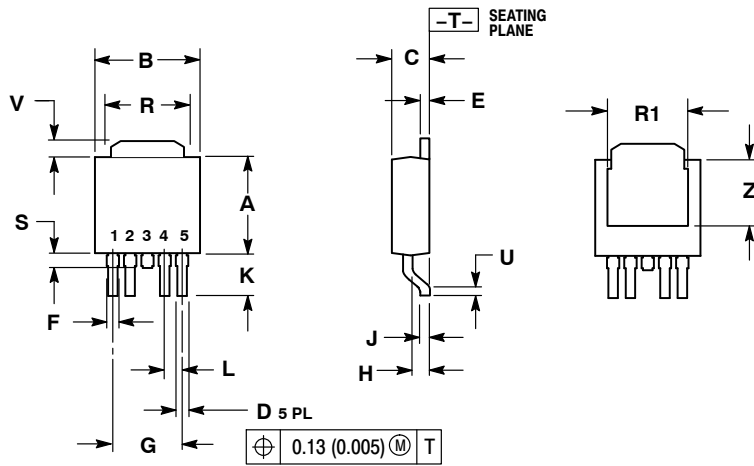 –T– SEATING PLANE
C
B
V
R
E
R1
A
Z
S
1 2 3 4 5
K
U
F
J
L
H
D 5 PL
G
⌖ 0.13 (0.005) Ⓜ T